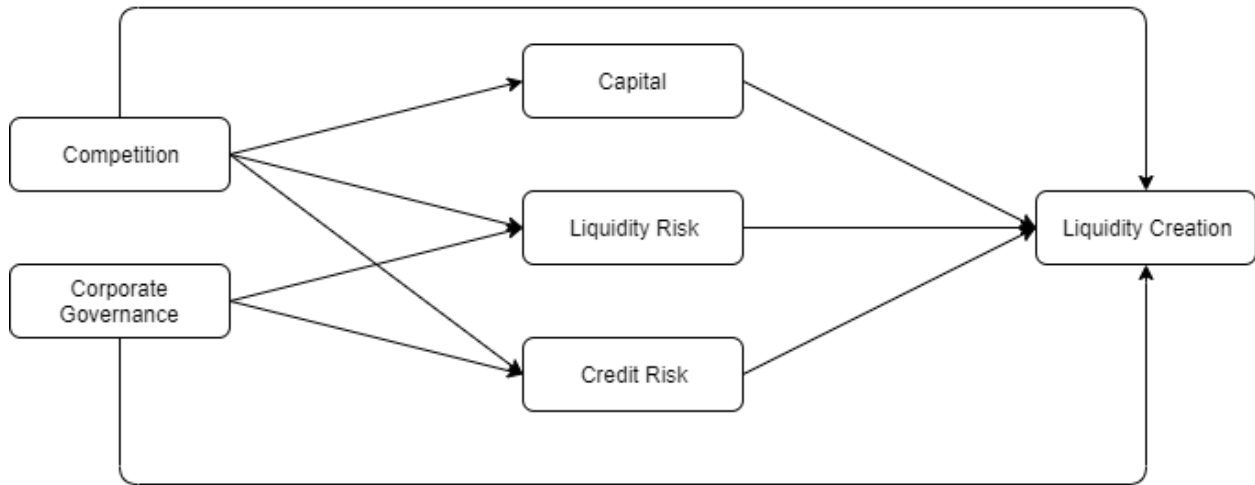 Capital
Competition
Liquidity Risk
Liquidity Creation
Corporate
Governance
Credit Risk